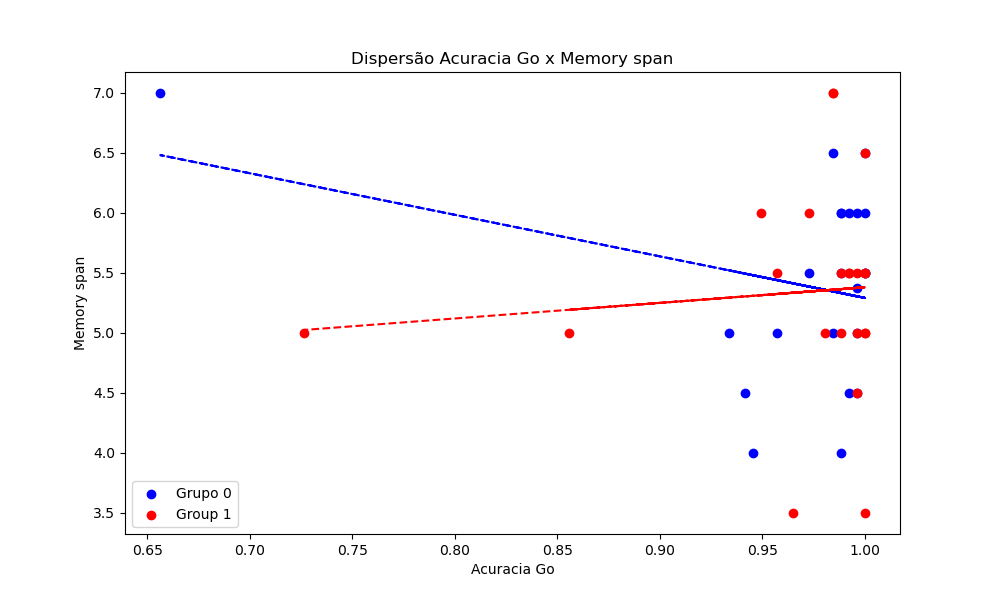 Dispersão Acuracia Go x Memory span
Memory span
7.0
6.5
6.0
5.5
5.0
4.5
4.0
3.5
Grupo 0
Group 1
0.65 0.70 0.75 0.80 0.85 0.90 0.95 1.00
Acuracia Go